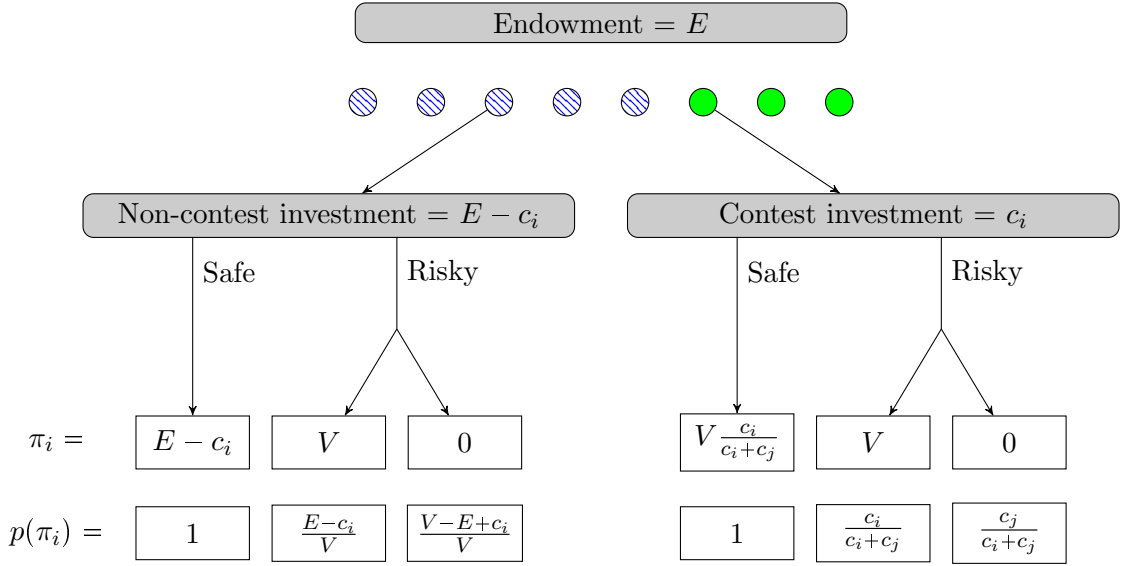 Endowment = E
Non-contest investment = E − c_i
Contest investment = c_i
Safe Risky Safe Risky
π_i = E − c_i V 0 V c_i/(c_i+c_j) V 0
p(π_i) = 1 (E−c_i)/V (V−E+c_i)/V 1 c_i/(c_i+c_j) c_j/(c_i+c_j)